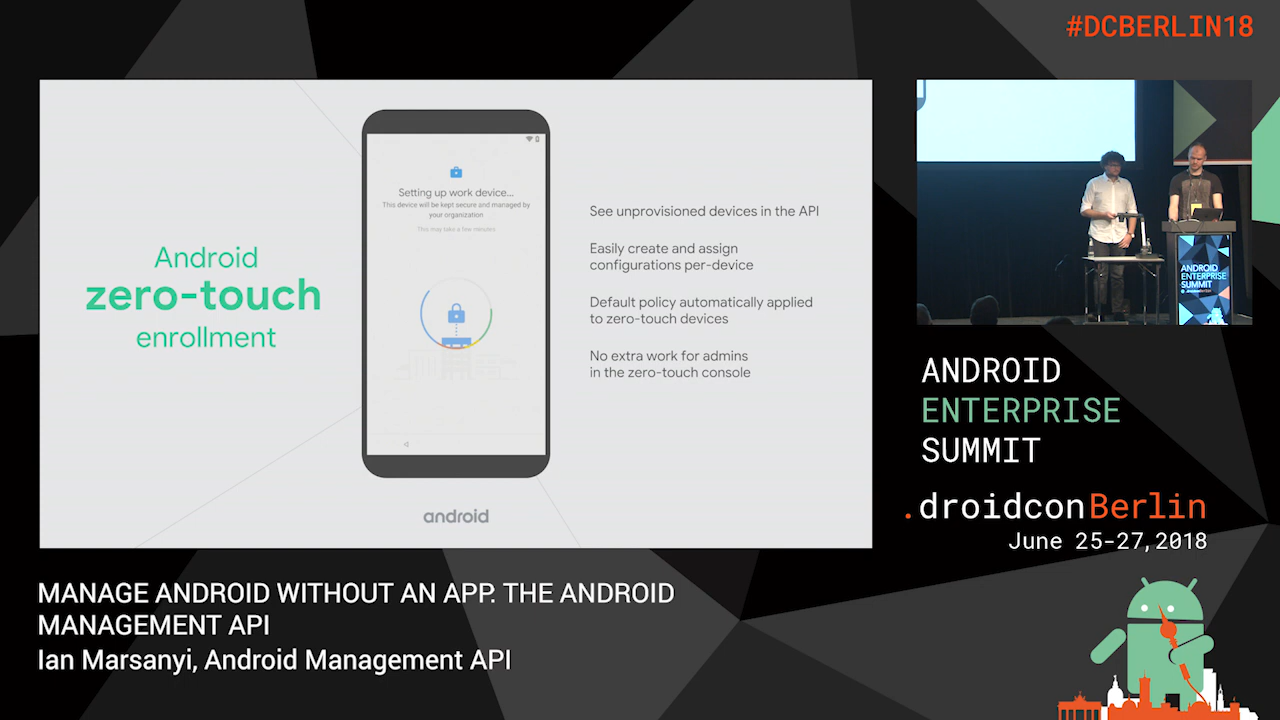 #DCBERLIN18
Android
zero-touch
enrollment
Setting up work device...
This device will be kept secure and managed by
your organization
This may take a few minutes
See unprovisioned devices in the API
Easily create and assign
configurations per-device
Default policy automatically applied
to zero-touch devices
No extra work for admins
in the zero-touch console
android
ANDROID
ENTERPRISE
SUMMIT
ANDROID
ENTERPRISE
SUMMIT
.droidconBerlin
June 25-27,2018
MANAGE ANDROID WITHOUT AN APP: THE ANDROID
MANAGEMENT API
Ian Marsanyi, Android Management API